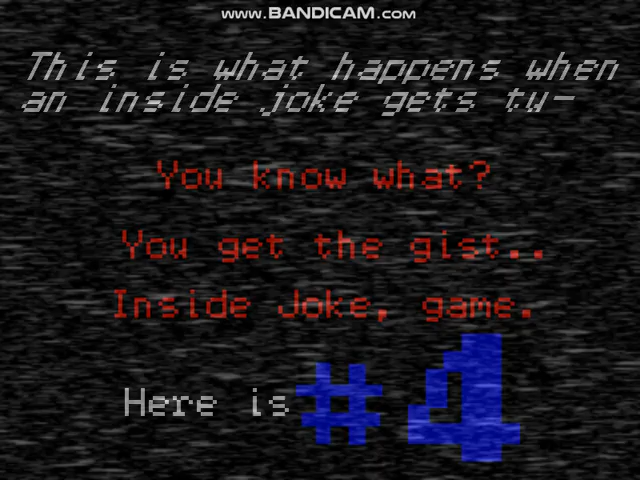 www.BANDICAM.com
This is what happens when
an inside joke gets tu-
You know what?
You get the gist..
Inside Joke, game.
Here is #4